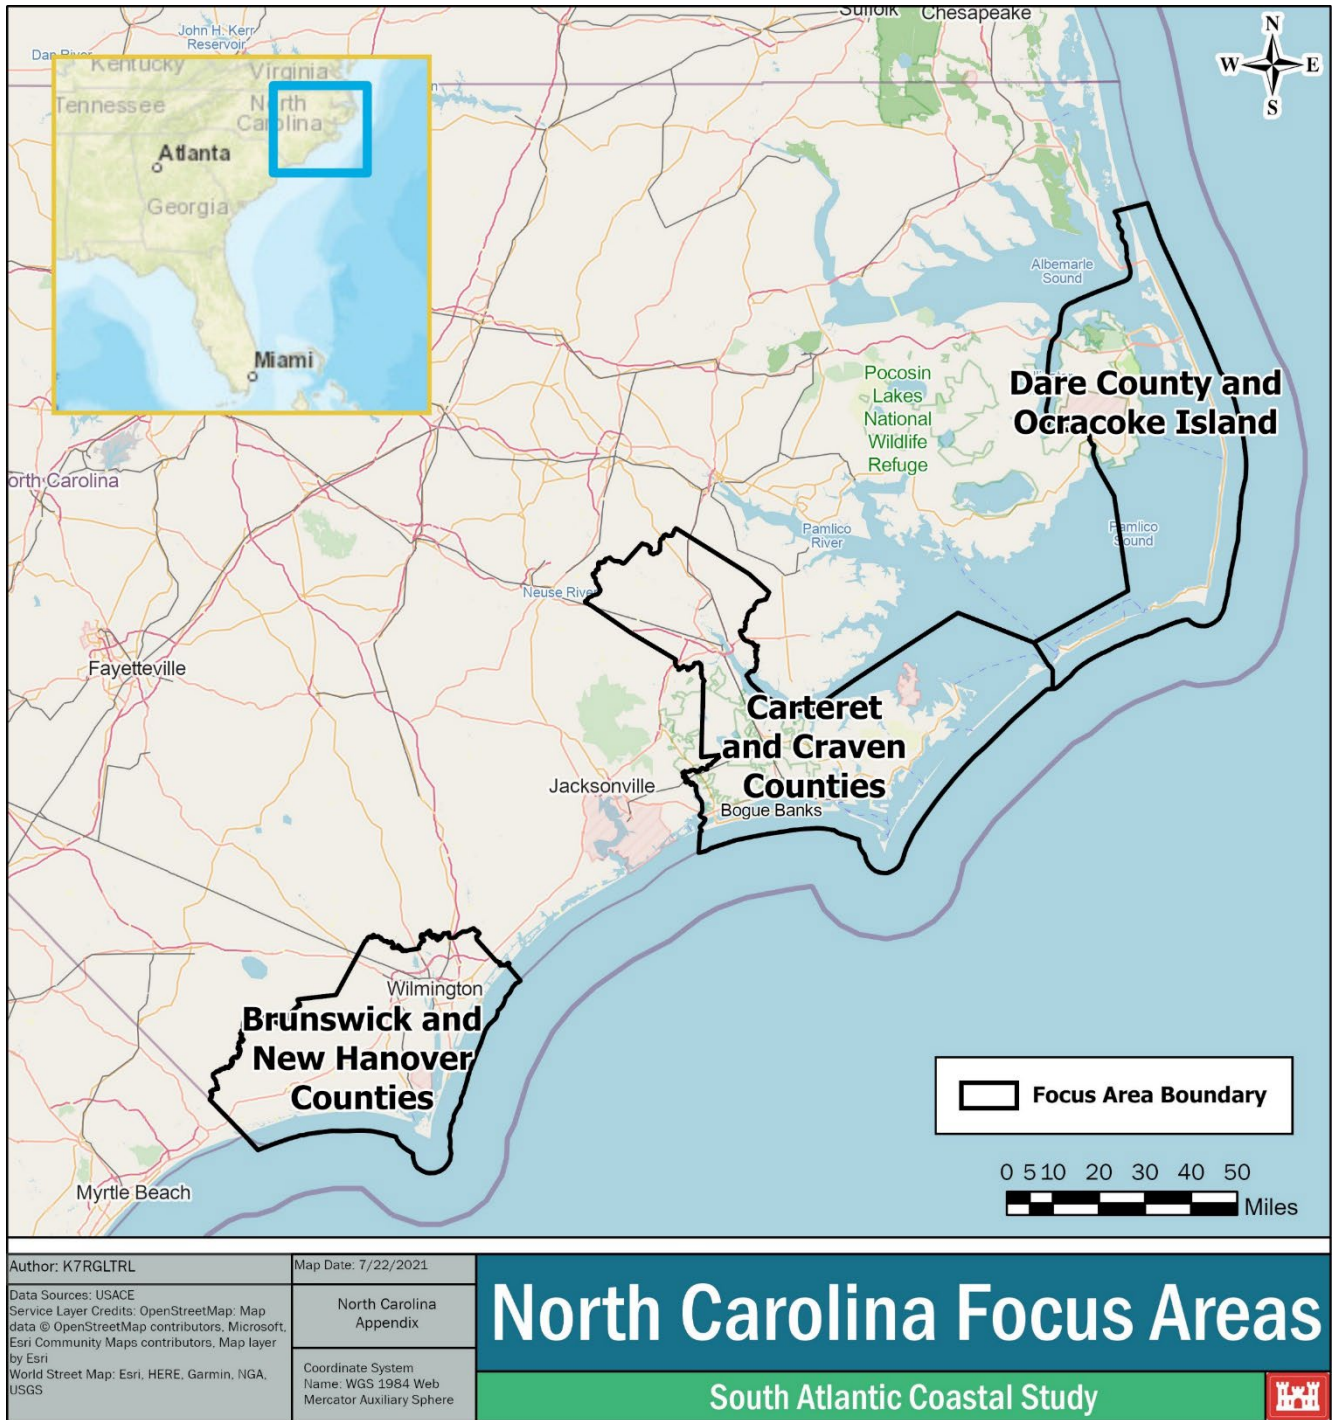 Suffolk
Chesapeake
John H. Kerr
Reservoir
Dan River
N
W
E
S
Kentucky
Virginia
Tennessee
North
Carolina
Atlanta
Georgia
Miami
Albemarle
Sound
Pocosin
Lakes
National
Wildlife
Refuge
Dare County and
Ocracoke Island
orth Carolina
Pamlico
River
Pamlico
Sound
Neuse River
Fayetteville
Carteret
and Craven
Counties
Jacksonville
Bogue Banks
Wilmington
Brunswick and
New Hanover
Counties
Myrtle Beach
Focus Area Boundary
0 5 10 20 30 40 50
Miles
Author: K7RGLTRL
Data Sources: USACE
Service Layer Credits: OpenStreetMap: Map
data © OpenStreetMap contributors, Microsoft,
Esri Community Maps contributors, Map layer
by Esri
World Street Map: Esri, HERE, Garmin, NGA,
USGS
Map Date: 7/22/2021
North Carolina
Appendix
Coordinate System
Name: WGS 1984 Web
Mercator Auxiliary Sphere
North Carolina Focus Areas
South Atlantic Coastal Study